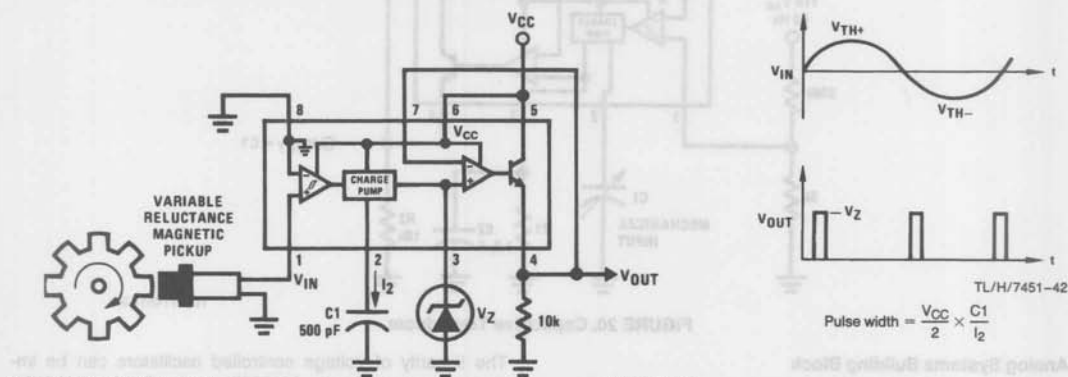 VCC
8
7
6
5
VCC
CHARGE
PUMP
VARIABLE
RELUCTANCE
MAGNETIC
PICKUP
1
2
3
4
VIN
I2
C1
500 pF
VZ
10k
VOUT
VTH+
VIN
t
VTH–
VOUT
–VZ
t
TL/H/7451–42
Pulse width = VCC/2 × C1/I2
MECHANICAL
INPUT
C1
FIGURE 20.
Analog Systems Building Block